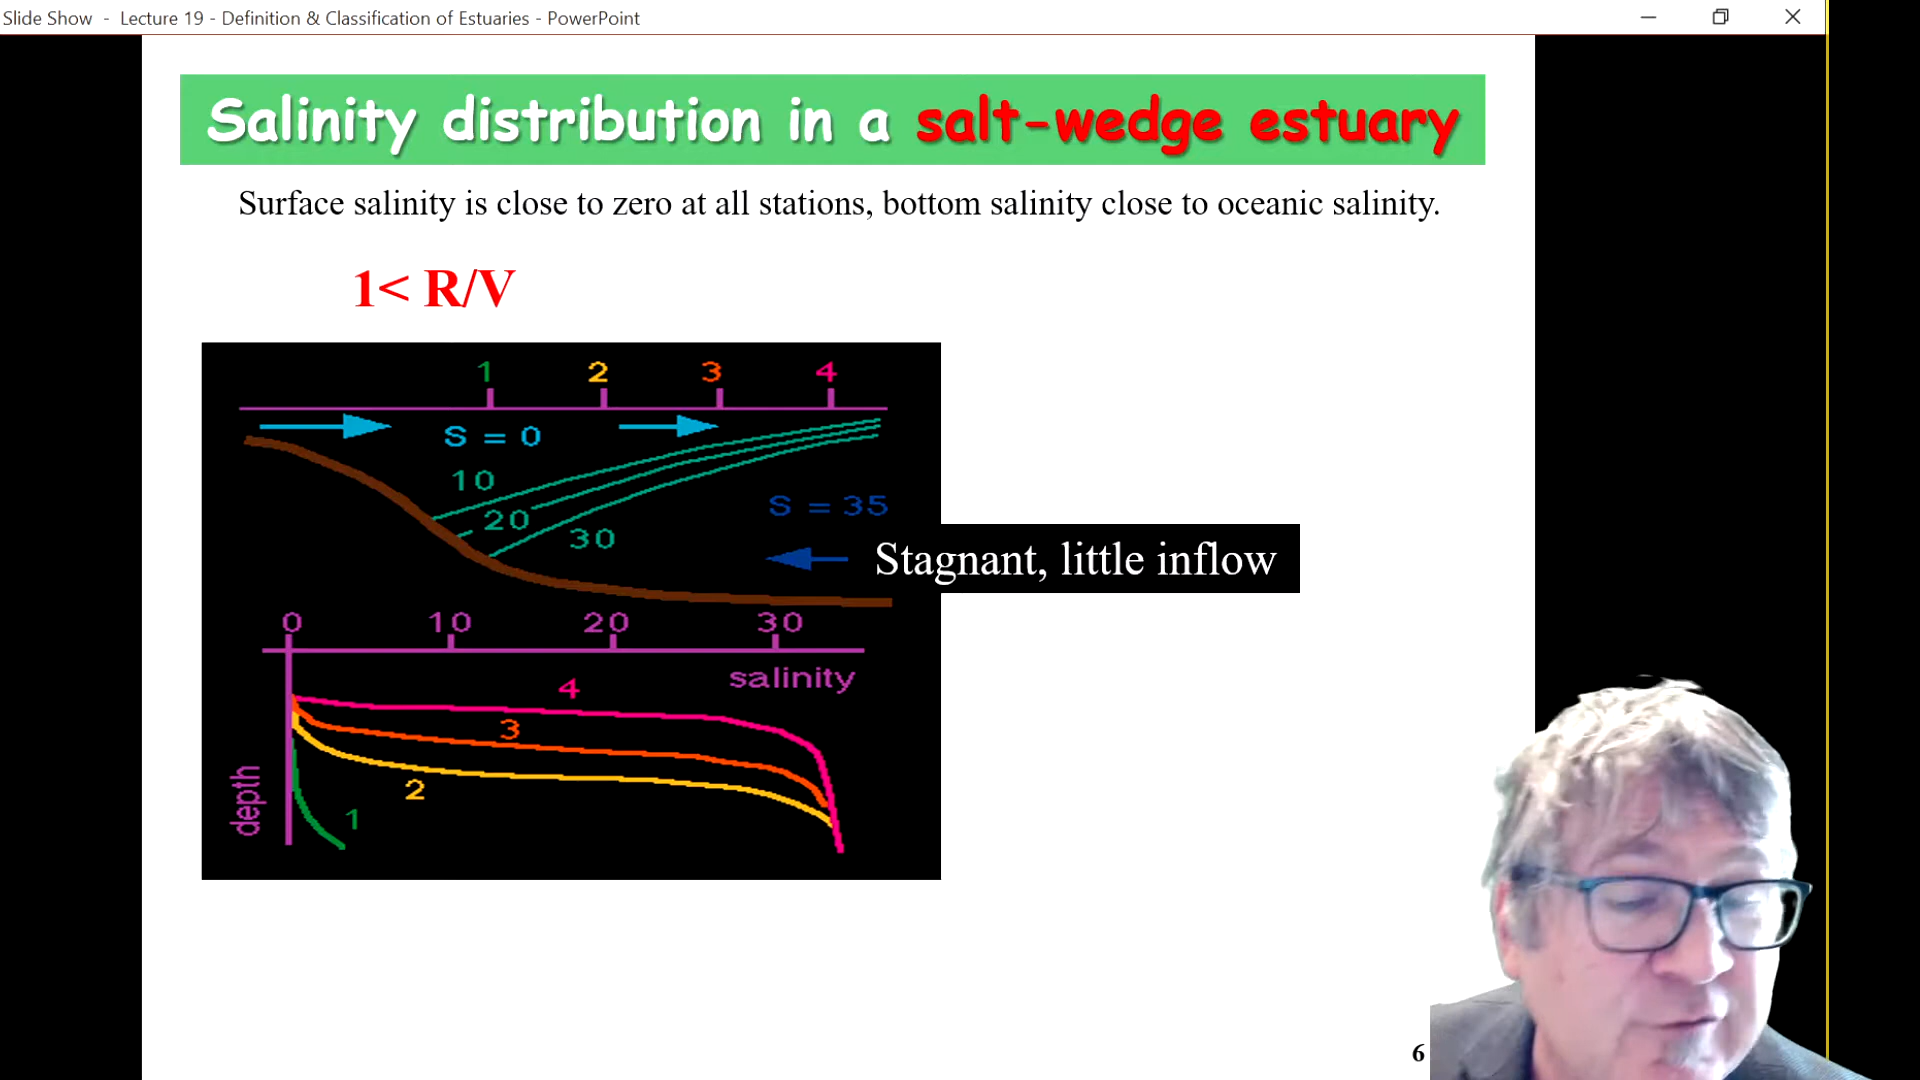 Slide Show - Lecture 19 - Definition & Classification of Estuaries - PowerPoint
Salinity distribution in a salt-wedge estuary
Surface salinity is close to zero at all stations, bottom salinity close to oceanic salinity.
1< R/V
1 2 3 4
S = 0
10
20
30
S = 35
Stagnant, little inflow
0 10 20 30
salinity
4
3
2
1
depth
6